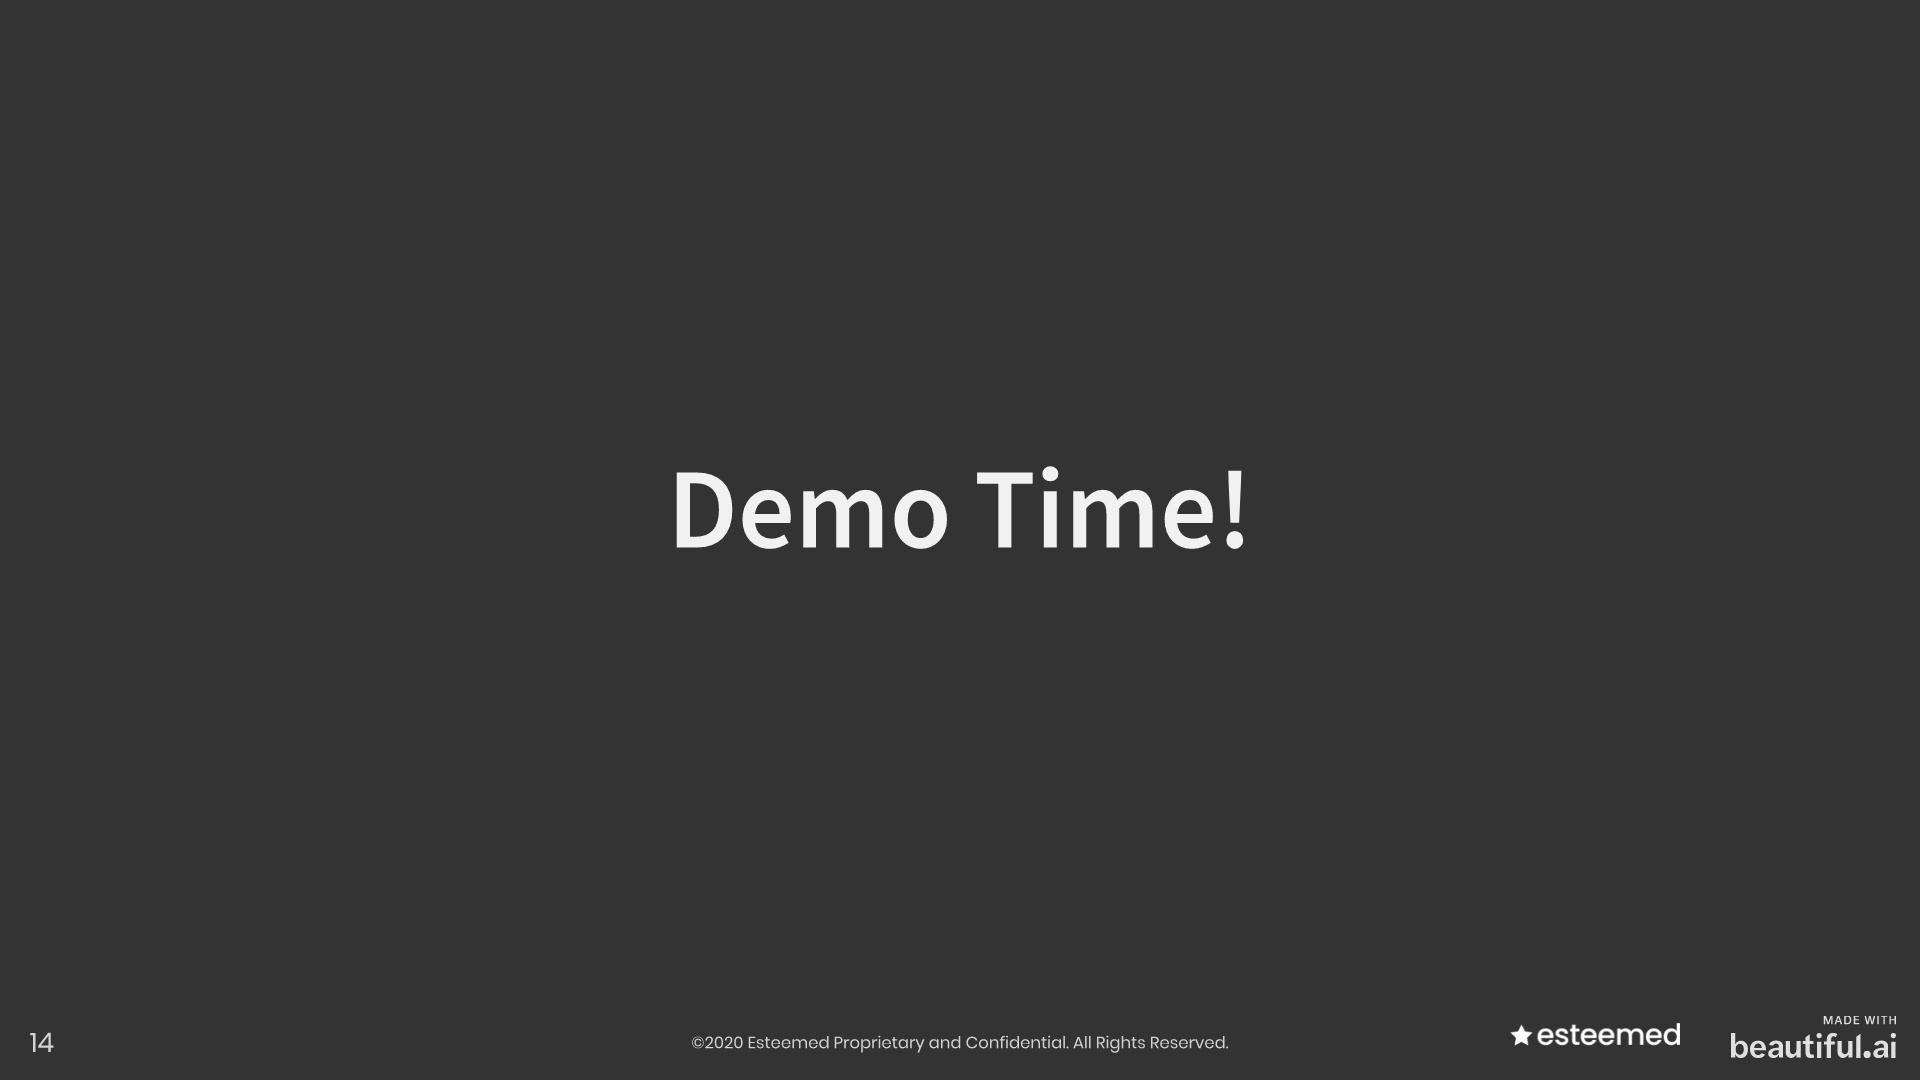 Demo Time!
14
©2020 Esteemed Proprietary and Confidential. All Rights Reserved.
esteemed
MADE WITH
beautiful.ai